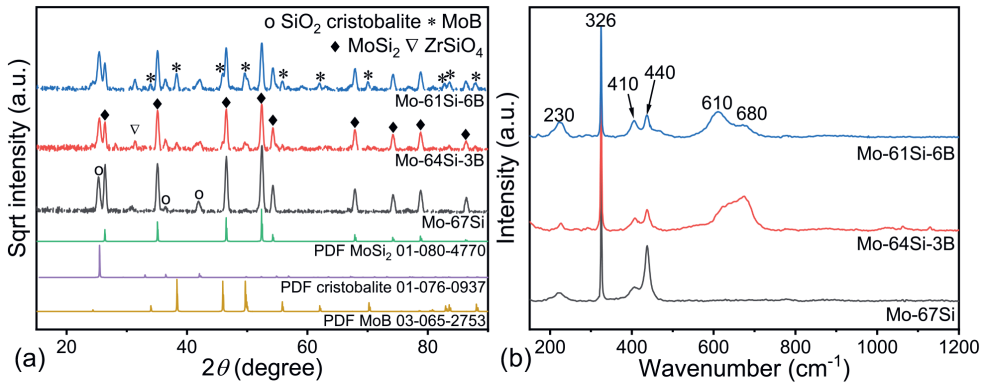 o SiO₂ cristobalite * MoB
♦ MoSi₂ ▽ ZrSiO₄
Mo-61Si-6B
Mo-64Si-3B
Mo-67Si
PDF MoSi₂ 01-080-4770
PDF cristobalite 01-076-0937
PDF MoB 03-065-2753
Sqrt intensity (a.u.)
20 40 60 80
(a) 2θ (degree)
326
410 440
230 610 680
Mo-61Si-6B
Mo-64Si-3B
Mo-67Si
Intensity (a.u.)
200 400 600 800 1000 1200
(b) Wavenumber (cm⁻¹)